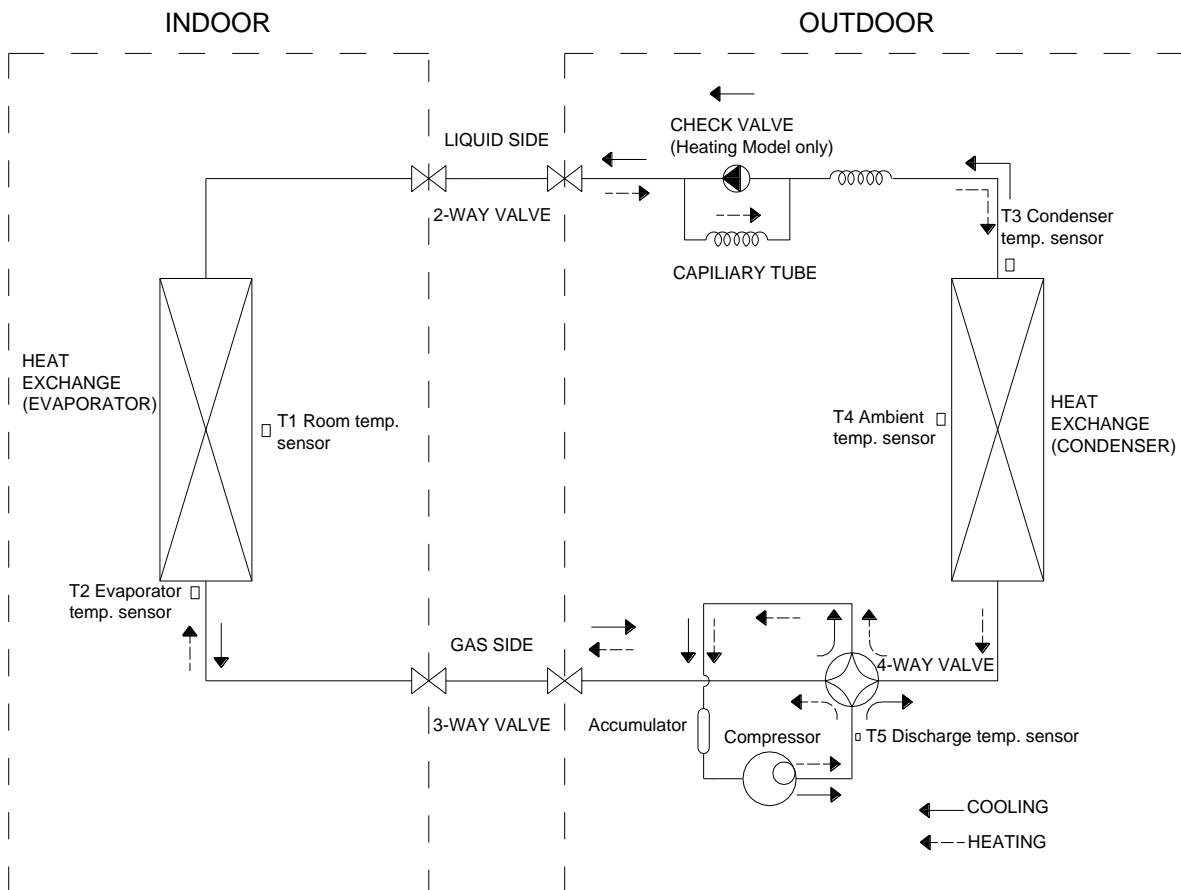 INDOOR
OUTDOOR
CHECK VALVE
(Heating Model only)
LIQUID SIDE
2-WAY VALVE
T3 Condenser
temp. sensor
CAPILIARY TUBE
HEAT
EXCHANGE
(EVAPORATOR)
T1 Room temp.
sensor
T4 Ambient
temp. sensor
HEAT
EXCHANGE
(CONDENSER)
T2 Evaporator
temp. sensor
GAS SIDE
3-WAY VALVE
4-WAY VALVE
Accumulator
Compressor
T5 Discharge temp. sensor
COOLING
HEATING